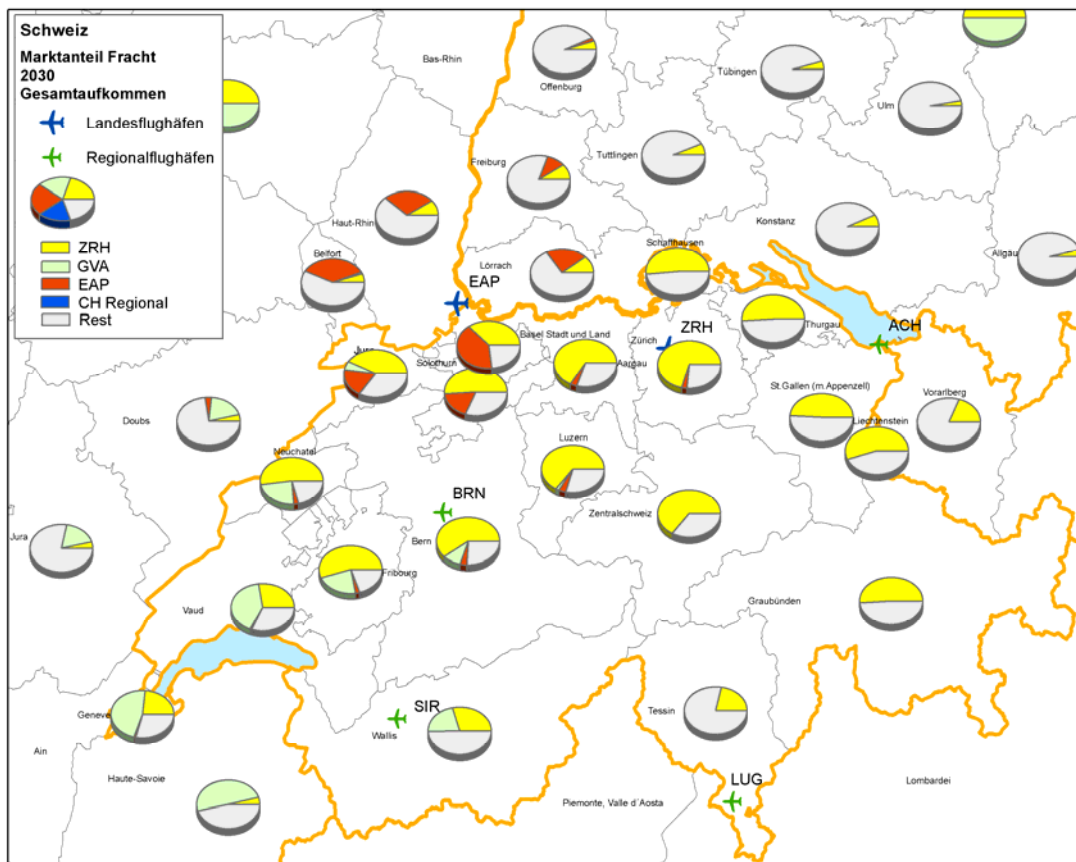 Schweiz
Marktanteil Fracht
2030
Gesamtaufkommen
Landesflughäfen
Regionalflughäfen
ZRH
GVA
EAP
CH Regional
Rest
Bas-Rhin
Offenburg
Tübingen
Ulm
Tuttlingen
Freiburg
Haut-Rhin
Konstanz
Belfort
Lörrach
Schaffhausen
Allgäu
EAP
ZRH
ACH
Thurgau
Basel Stadt und Land
Zürich
Jura
Solothurn
Aargau
St.Gallen (m.Appenzell)
Vorarlberg
Liechtenstein
Doubs
Luzern
Neuchatel
BRN
Zentralschweiz
Jura
Bern
Fribourg
Vaud
Graubünden
Geneve
SIR
Wallis
Tessin
Ain
Haute-Savoie
LUG
Lombardei
Piemonte, Valle d´Aosta